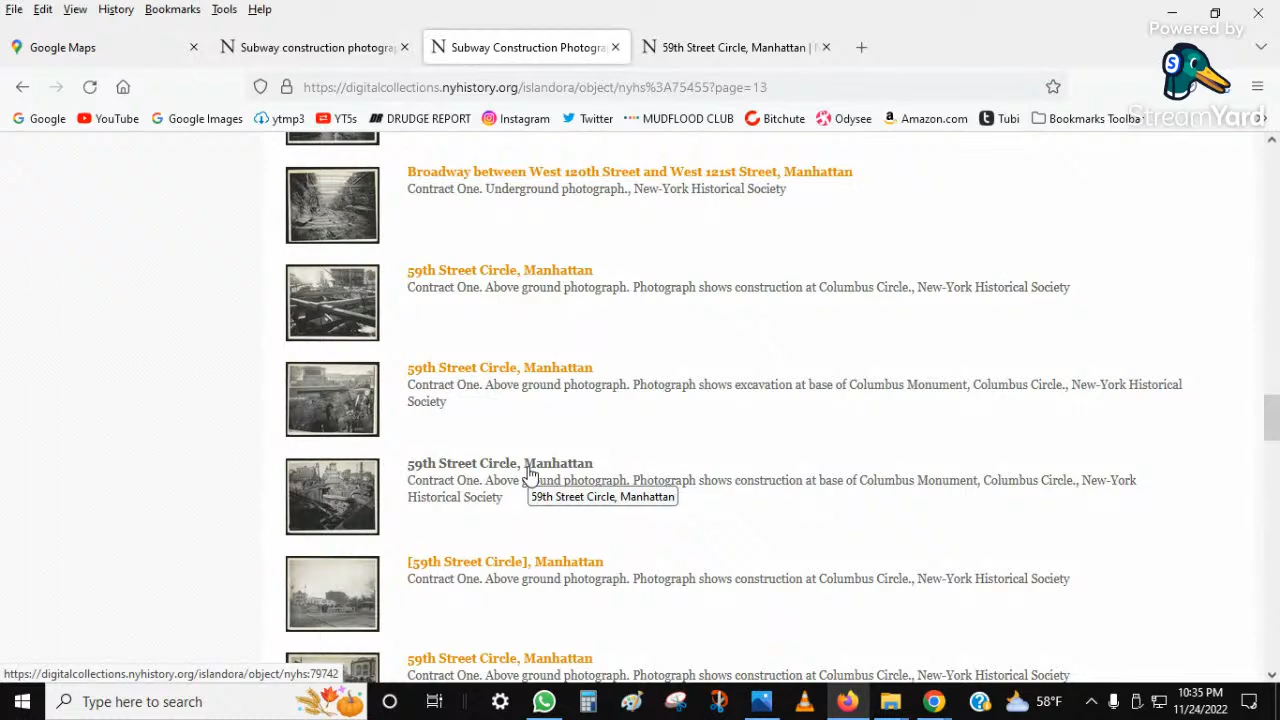 File Edit View History Bookmarks Tools Help
Powered by
Google Maps
N Subway construction photogra
N Subway Construction Photogra
N 59th Street Circle, Manhattan |
https://digitalcollections.nyhistory.org/islandora/object/nyhs%3A75455?page=13
StreamYard
Google YouTube Google Images ytmp3 YT5s DRUDGE REPORT Instagram Twitter MUDFLOOD CLUB Bitchute Odysee Amazon.com Tubi Bookmarks Toolba
Broadway between West 120th Street and West 121st Street, Manhattan
Contract One. Underground photograph., New-York Historical Society
59th Street Circle, Manhattan
Contract One. Above ground photograph. Photograph shows construction at Columbus Circle., New-York Historical Society
59th Street Circle, Manhattan
Contract One. Above ground photograph. Photograph shows excavation at base of Columbus Monument, Columbus Circle., New-York Historical
Society
59th Street Circle, Manhattan
Contract One. Above ground photograph. Photograph shows construction at base of Columbus Monument, Columbus Circle., New-York
Historical Society
59th Street Circle, Manhattan
[59th Street Circle], Manhattan
Contract One. Above ground photograph. Photograph shows construction at Columbus Circle., New-York Historical Society
59th Street Circle, Manhattan
Contract One. Above ground photograph. Photograph shows construction at Columbus Circle., New-York Historical Society
https://digitalcollections.nyhistory.org/islandora/object/nyhs:79742
Type here to search
58°F
10:35 PM
11/24/2022